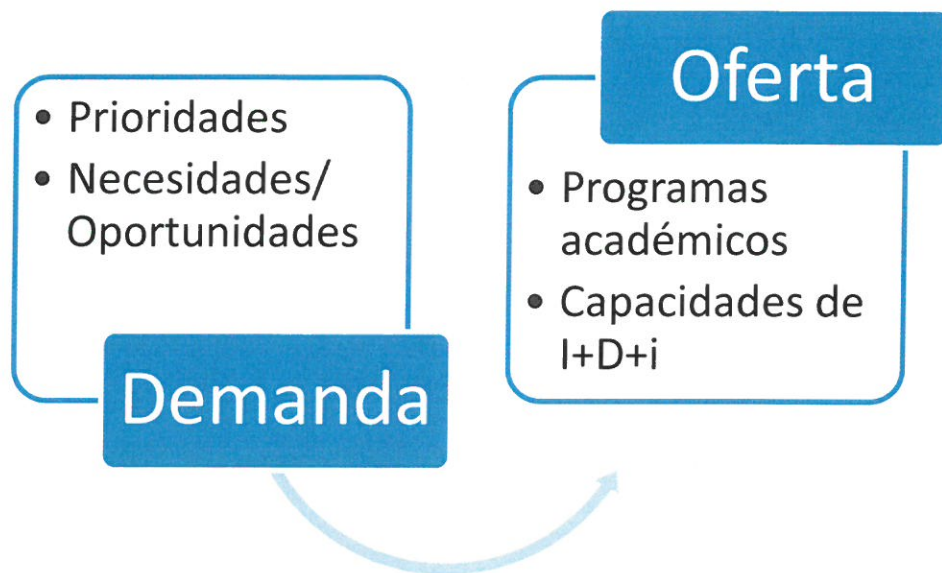 • Prioridades
• Necesidades/
Oportunidades
Demanda
Oferta
• Programas
académicos
• Capacidades de
I+D+i